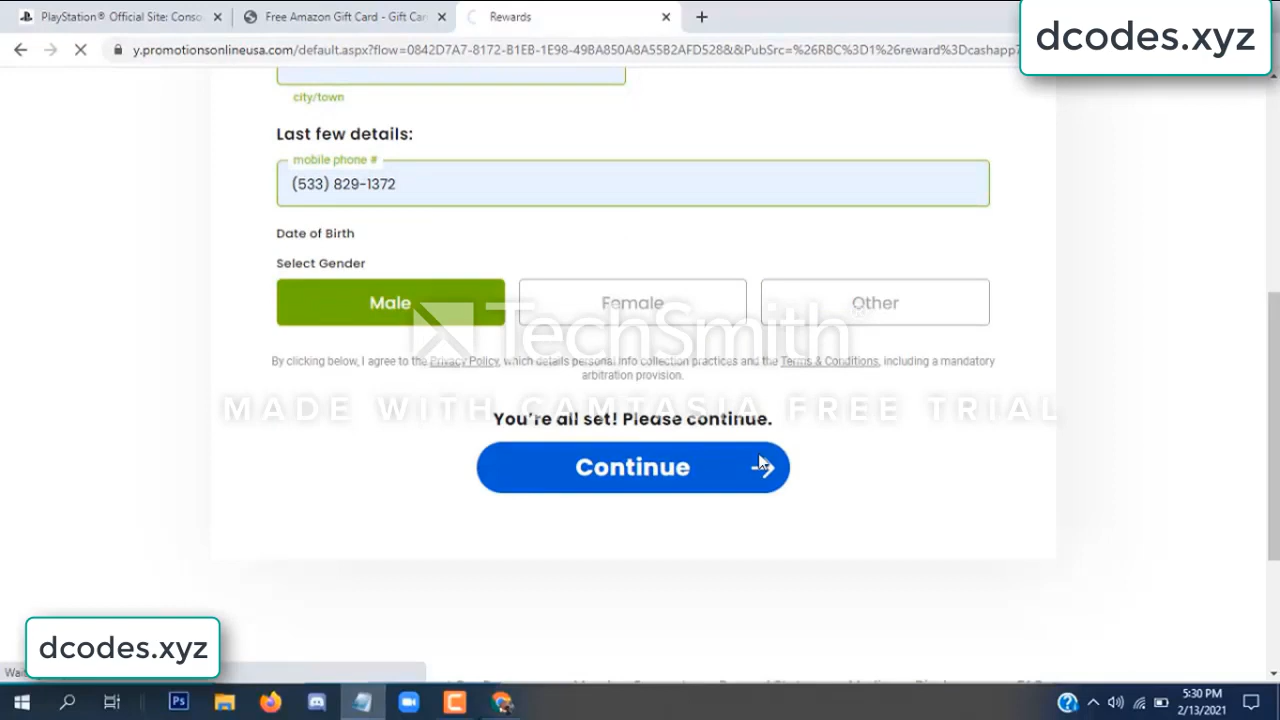 PlayStation® Official Site: Conso
Free Amazon Gift Card - Gift Car
Rewards
y.promotionsonlineusa.com/default.aspx?flow=0842D7A7-8172-B1EB-1E98-49BA850A8A55B2AFD528&&PubSrc=%26RBC%3D1%26reward%3Dcashapp7
dcodes.xyz
city/town
Last few details:
mobile phone #
(533) 829-1372
Date of Birth
Select Gender
Male
Female
Other
TechSmith
By clicking below, I agree to the Privacy Policy, which details personal info collection practices and the Terms & Conditions, including a mandatory
arbitration provision.
MADE WITH CAMTASIA FREE TRIAL
You're all set! Please continue.
Continue
dcodes.xyz
Wai
Ps
5:30 PM
2/13/2021